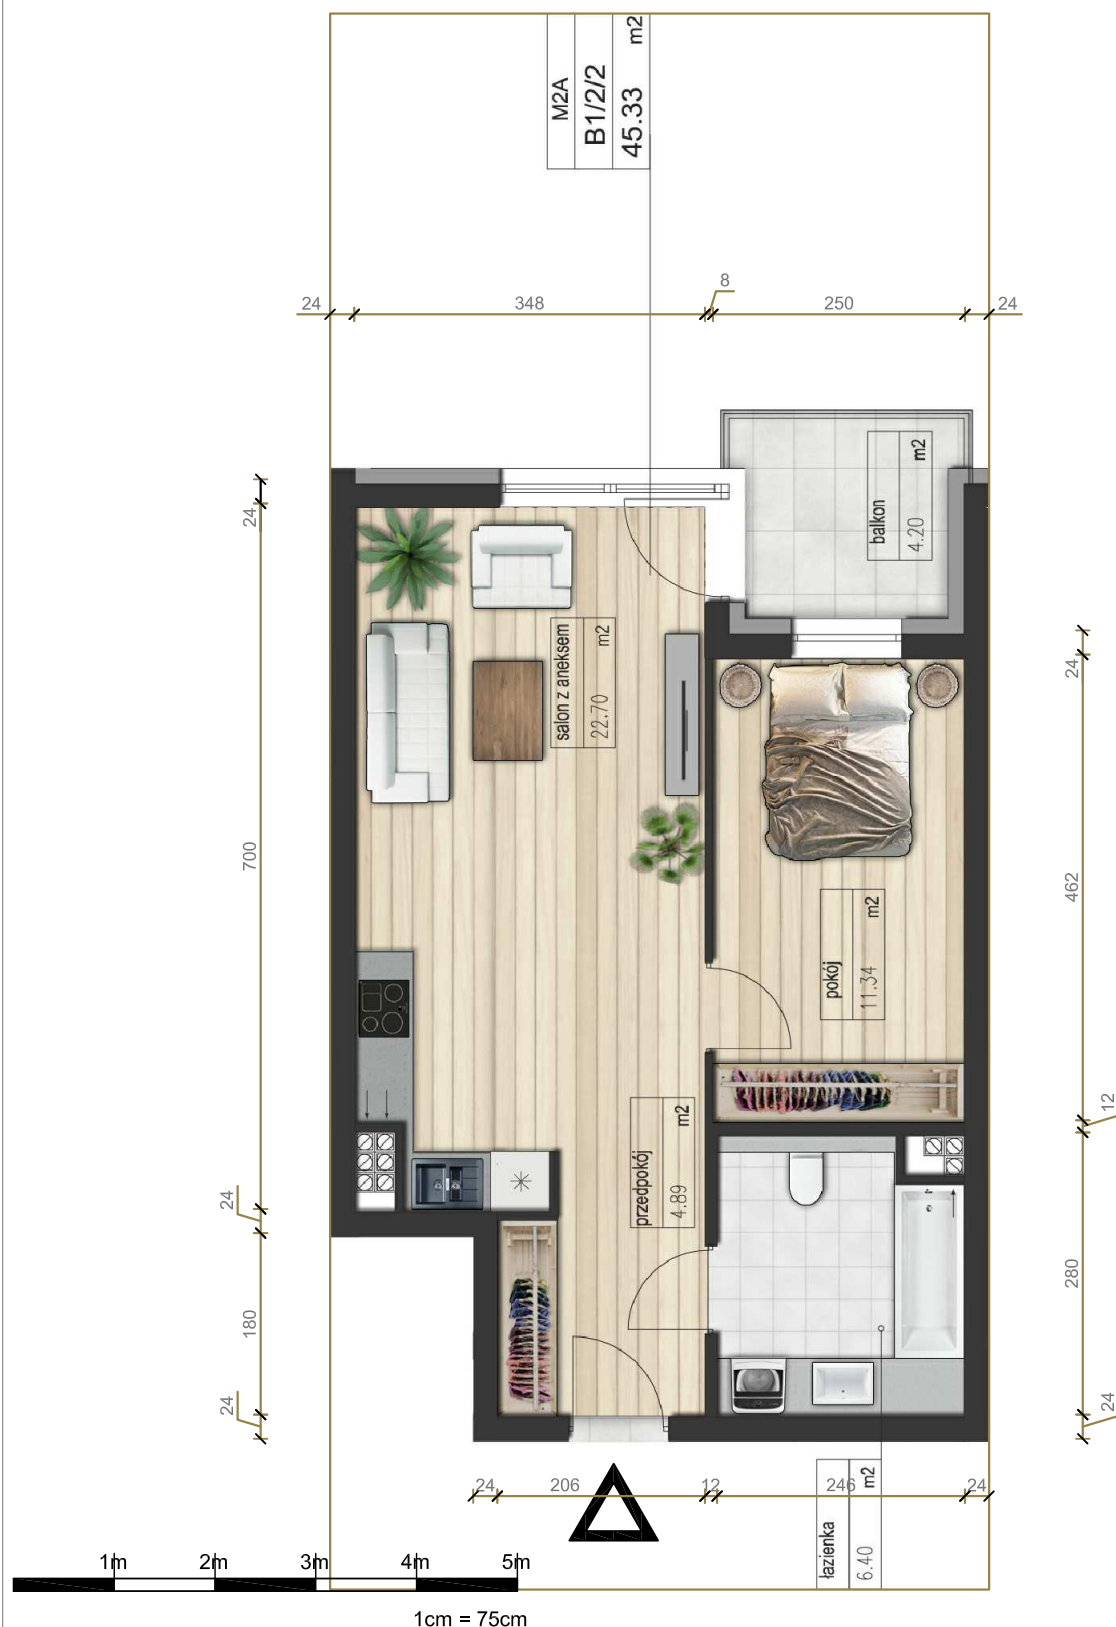 M2A
B1/2/2
45.33 m2
24
348
8
250
24
balkon
4.20 m2
24
24
salon z aneksem
22.70 m2
700
462
pokój
11.34 m2
12
przedpokój
4.89 m2
24
180
280
24
24
24
206
12
246
24
łazienka
6.40 m2
1m 2m 3m 4m 5m
1cm = 75cm